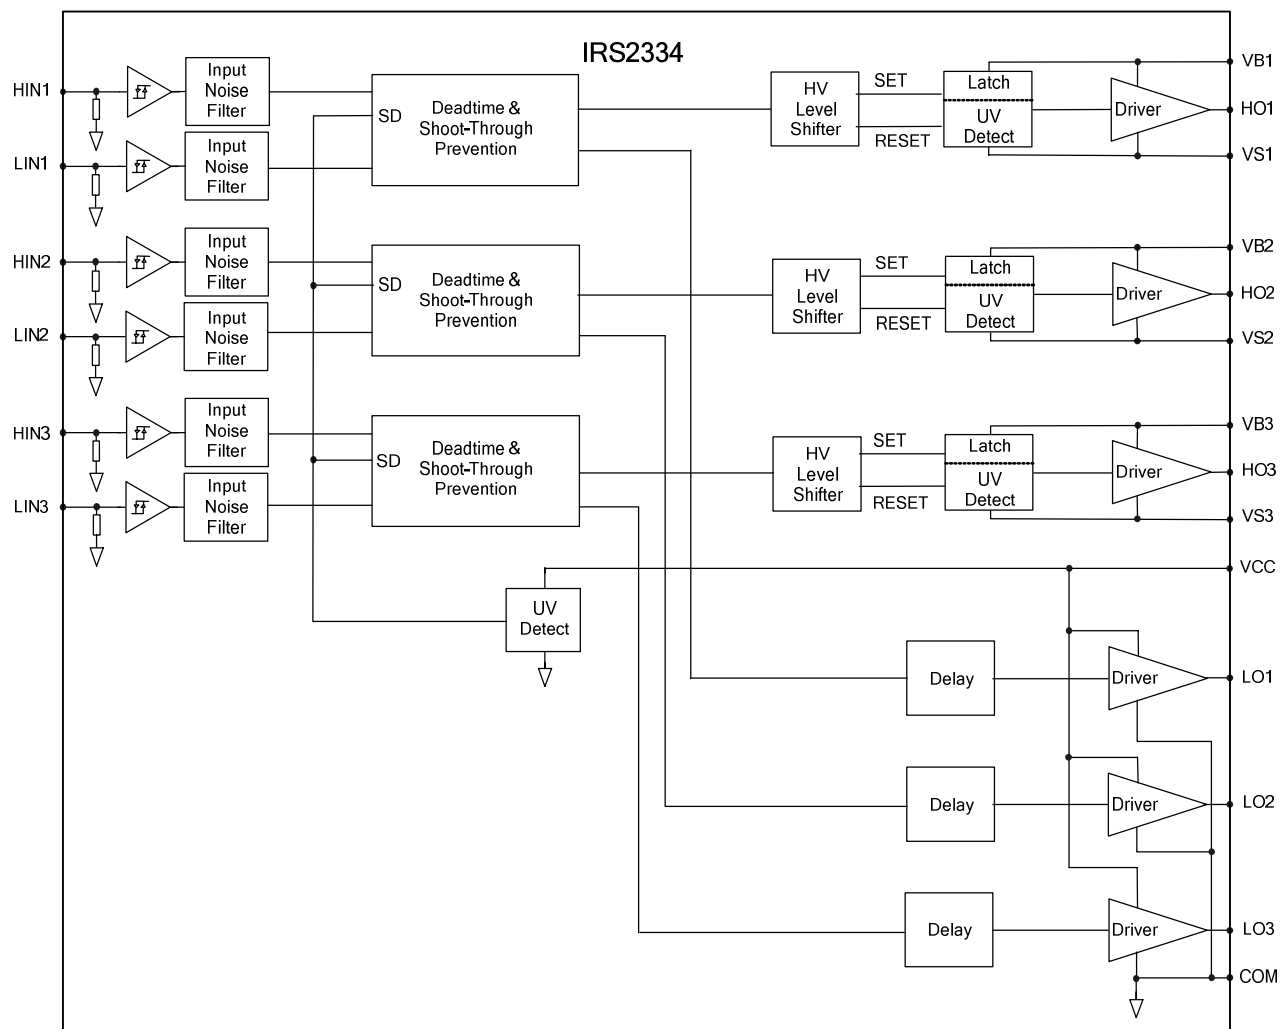 IRS2334
HIN1
Input
Noise
Filter
LIN1
Input
Noise
Filter
SD
Deadtime &
Shoot-Through
Prevention
HV
Level
Shifter
SET
RESET
Latch
UV
Detect
Driver
VB1
HO1
VS1
HIN2
Input
Noise
Filter
LIN2
Input
Noise
Filter
SD
Deadtime &
Shoot-Through
Prevention
HV
Level
Shifter
SET
RESET
Latch
UV
Detect
Driver
VB2
HO2
VS2
HIN3
Input
Noise
Filter
LIN3
Input
Noise
Filter
SD
Deadtime &
Shoot-Through
Prevention
HV
Level
Shifter
SET
RESET
Latch
UV
Detect
Driver
VB3
HO3
VS3
VCC
UV
Detect
Delay
Driver
LO1
Delay
Driver
LO2
Delay
Driver
LO3
COM